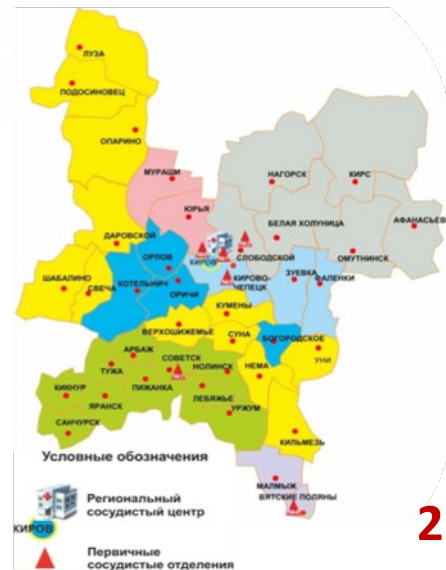 ЛУЗА
ПОДОСИНОВЕЦ
ОПАРИНО
МУРАШИ
НАГОРСК
КИРС
ЮРЬЯ
АФАНАСЬЕВО
БЕЛАЯ ХОЛУНИЦА
ДАРОВСКОЙ
СЛОБОДСКОЙ
ОМУТНИНСК
ОРЛОВ
КИРОВ
КИРОВО-
ЧЕПЕЦК
ЗУЕВКА
ФАЛЕНКИ
ШАБАЛИНО
СВЕЧА
КОТЕЛЬНИЧ
ОРИЧИ
КУМЕНЫ
ВЕРХОШИЖЕМЬЕ
СУНА
БОГОРОДСКОЕ
УНИ
АРБАЖ
СОВЕТСК
НОЛИНСК
НЕМА
ТУЖА
ПИЖАНКА
ЛЕБЯЖЬЕ
КИКНУР
ЯРАНСК
УРЖУМ
САНЧУРСК
КИЛЬМЕЗЬ
МАЛМЫЖ
ВЯТСКИЕ ПОЛЯНЫ
Условные обозначения
Региональный
сосудистый центр
КИРОВ
Первичные
сосудистые отделения
2